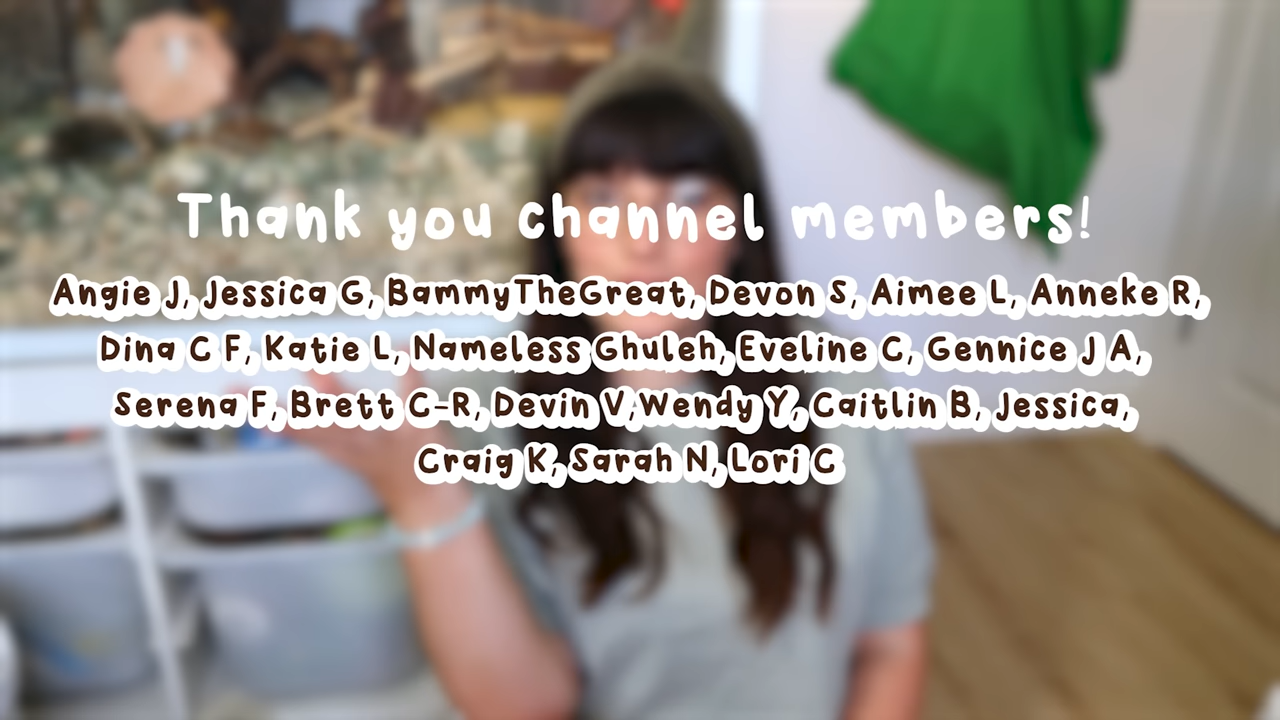 Thank you channel members!
Angie J, Jessica G, BammyTheGreat, Devon S, Aimee L, Anneke R,
Dina C F, Katie L, Nameless Ghuleh, Eveline C, Gennice J A,
Serena F, Brett C-R, Devin V,Wendy Y, Caitlin B, Jessica,
Craig K, Sarah N, Lori C